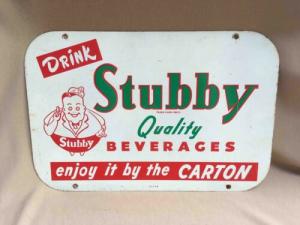 DRINK
Stubby
Quality
Stubby
BEVERAGES
enjoy it by the CARTON